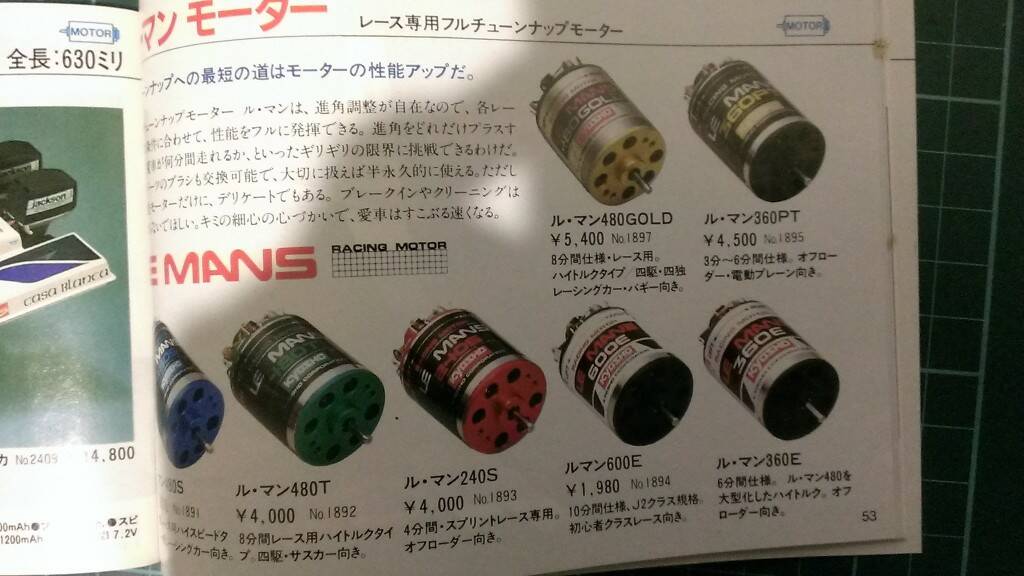 MOTOR
全長:630ミリ
jackson
casa blanca
カ No2409 14,800
1200mAh 7.2V
マン モーター
レース専用フルチューンナップモーター
MOTOR
ナップへの最短の道はモーターの性能アップだ。
ューンナップモーター ル・マンは、進角調整が自在なので、各レー
条件に合わせて、性能をフルに発揮できる。進角をどれだけプラスす
何分間走れるか、といったギリギリの限界に挑戦できるわけだ。
ーツのブラシも交換可能で、大切に扱えば半永久的に使える。ただし
モーターだけに、デリケートでもある。ブレークインやクリーニングは
ないでほしい。キミの細心の心づかいで、愛車はすこぶる速くなる。
LE MANS
RACING MOTOR
ル・マン480GOLD
¥5,400 No.1897
8分間仕様・レース用。
ハイトルクタイプ 四駆・四独
レーシングカー・バギー向き。
ル・マン360PT
¥4,500 No.1895
3分〜6分間仕様。オフロー
ダー・電動プレーン向き。
480S
No.1891
ハイスピードタ
ーシングカー向き。
ル・マン480T
¥4,000 No.1892
8分間レース用ハイトルクタイ
プ。四駆・サスカー向き。
ル・マン240S
¥4,000 No.1893
4分間・スプリントレース専用。
オフローダー向き。
ルマン600E
¥1,980 No.1894
10分間仕様、J2クラス規格。
初心者クラスレース向き。
ル・マン360E
6分間仕様。ル・マン480を
大型化したハイトルク。オフ
ローダー向き。
53